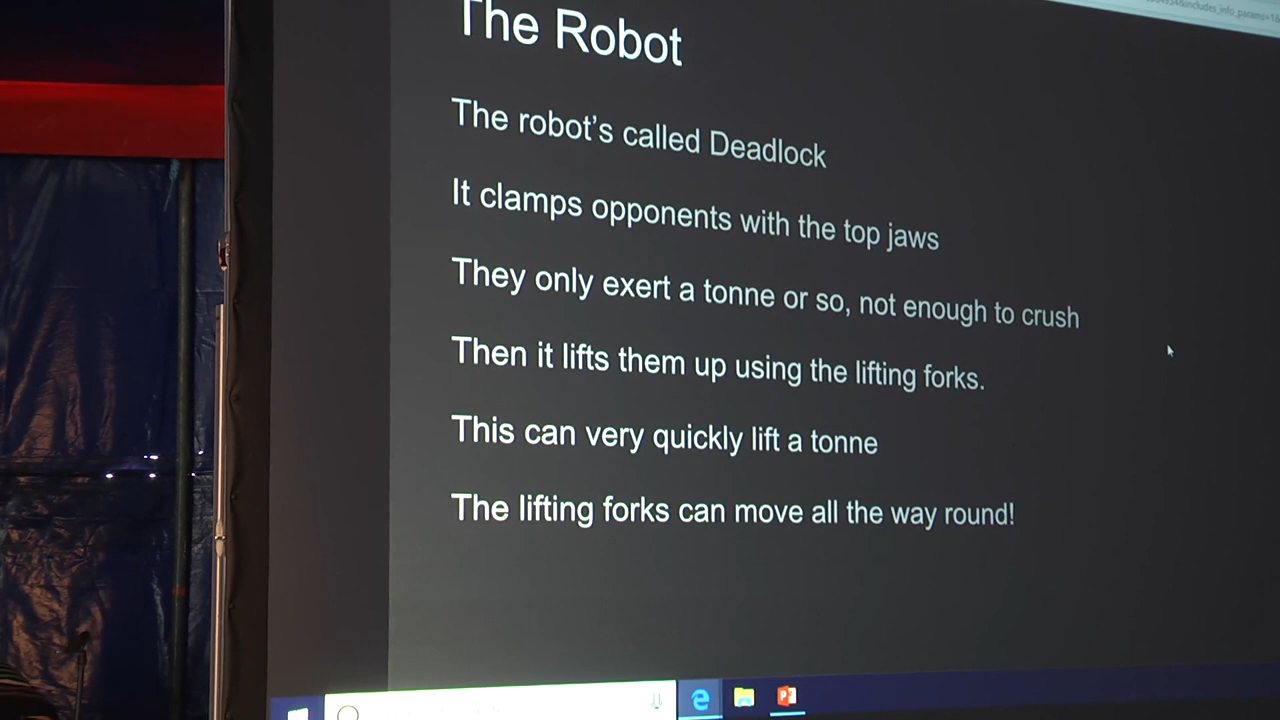 The Robot
The robot's called Deadlock
It clamps opponents with the top jaws
They only exert a tonne or so, not enough to crush
Then it lifts them up using the lifting forks.
This can very quickly lift a tonne
The lifting forks can move all the way round!